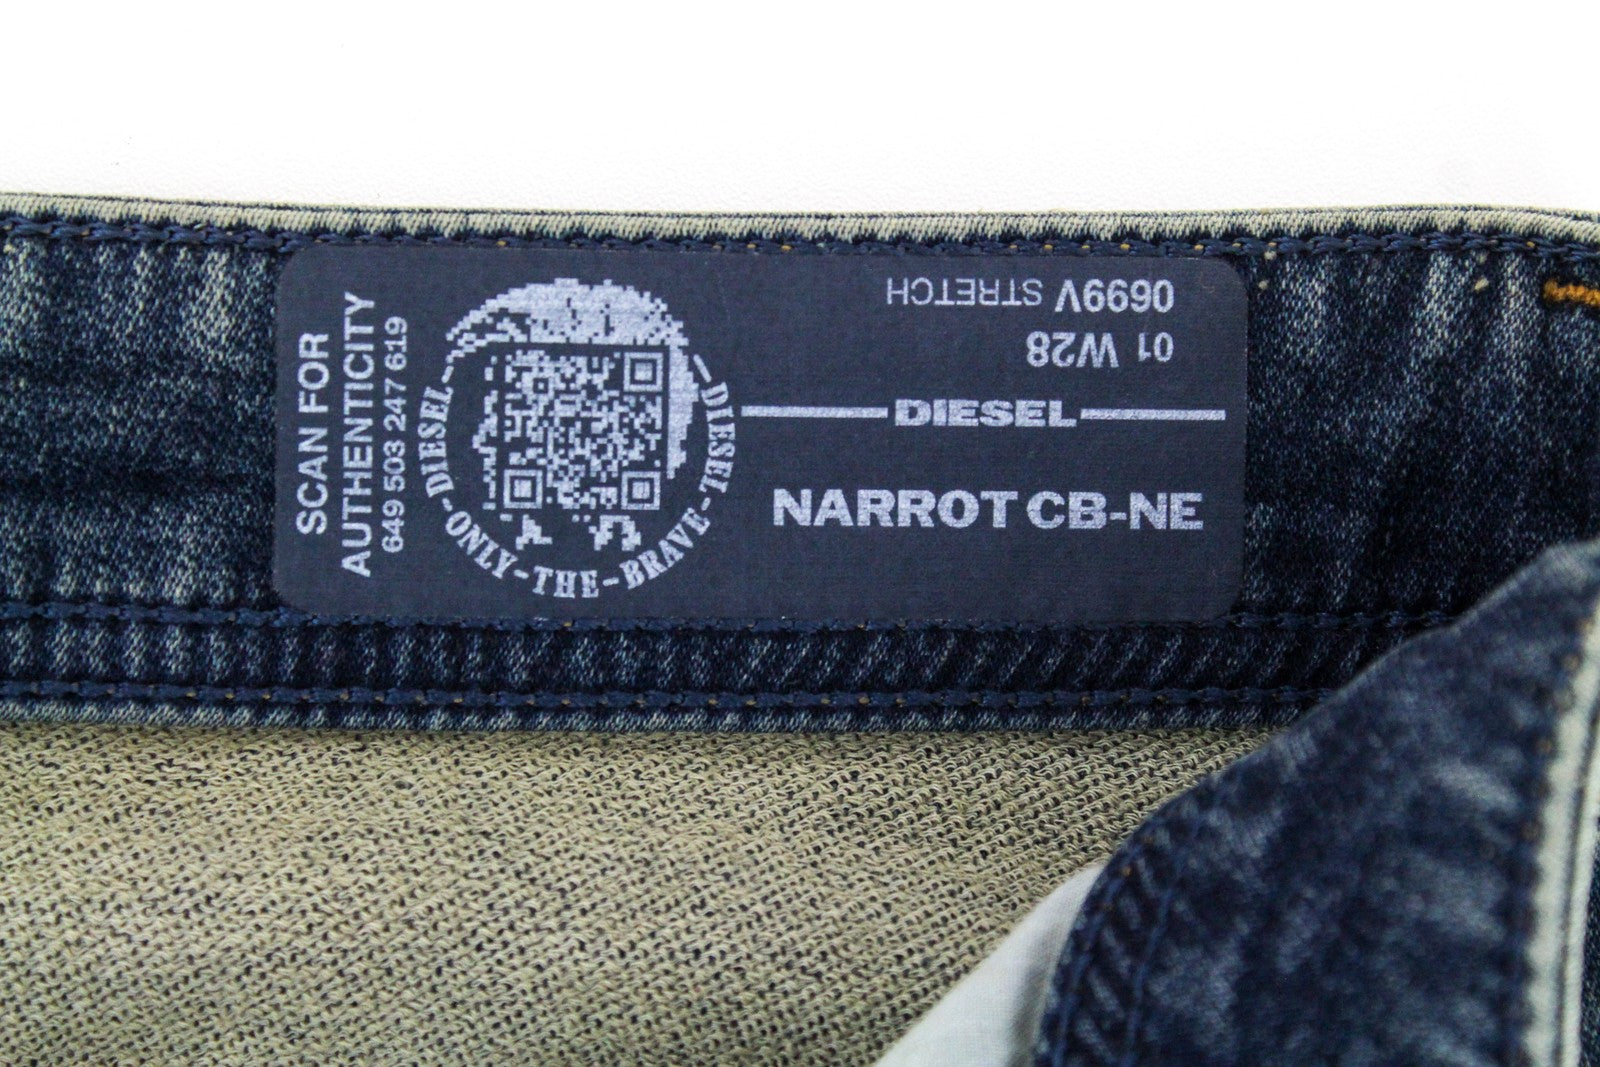 SCAN FOR
AUTHENTICITY
649 503 247 619
DIESEL-ONLY-THE-BRAVE-DIESEL
0699V STRETCH
01 W28
DIESEL
NARROT CB-NE